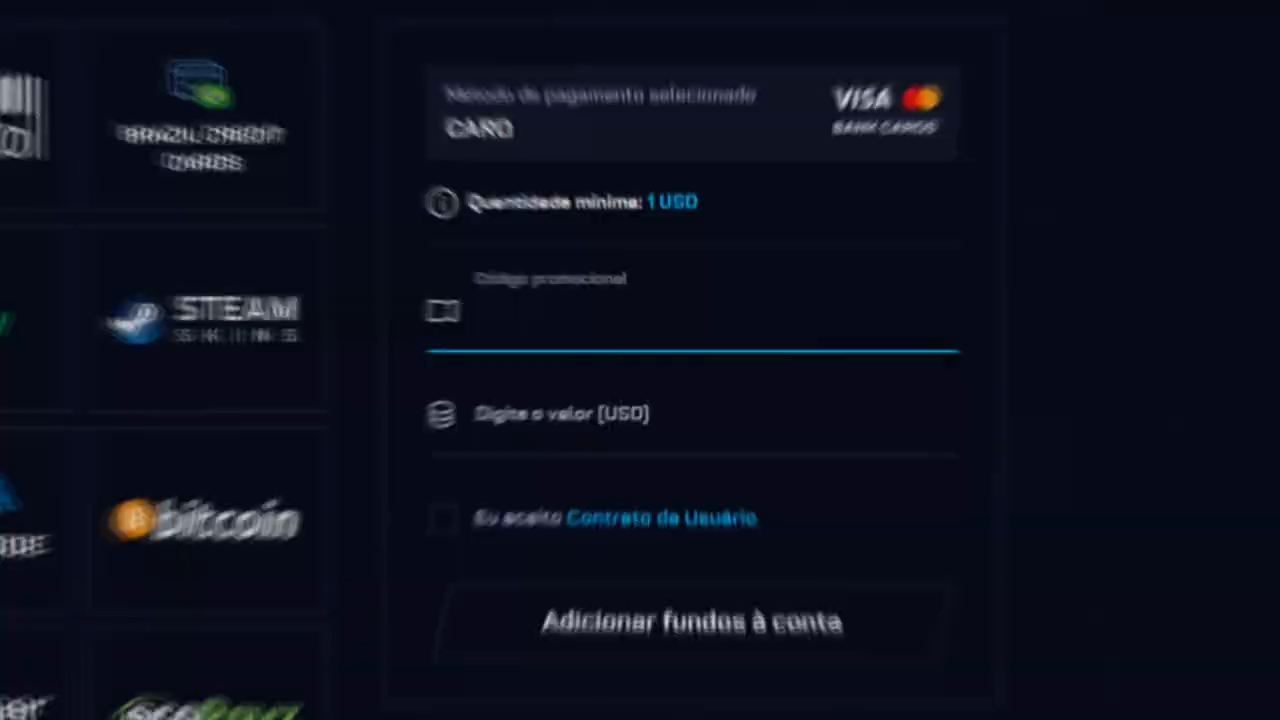 BRAZIL CREDIT
CARDS
STEAM
SKINS
bitcoin
Método de pagamento selecionado
CARD
VISA
BANK CARDS
Quantidade mínima: 1 USD
Código promocional
Digite o valor (USD)
Eu aceito Contrato de Usuário
Adicionar fundos à conta